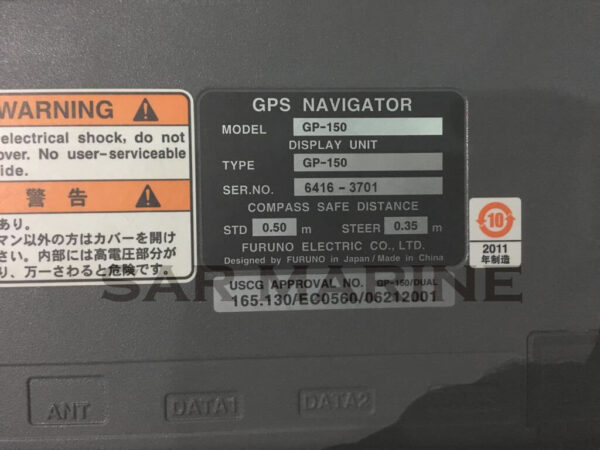 WARNING
electrical shock, do not
over. No user-serviceable
ide.
警 告
あり。
マン以外の方はカバーを開け
さい。内部には高電圧部分が
り、万一さわると危険です。
GPS NAVIGATOR
MODEL GP-150
DISPLAY UNIT
TYPE GP-150
SER.NO. 6416-3701
COMPASS SAFE DISTANCE
STD 0.50 m STEER 0.35 m
FURUNO ELECTRIC CO., LTD.
Designed by FURUNO in Japan/Made in China
10
2011
年制造
USCG APPROVAL NO. GP-150/DUAL
165.130/EC0560/06212001
SAR MARINE
ANT
DATA1
DATA2